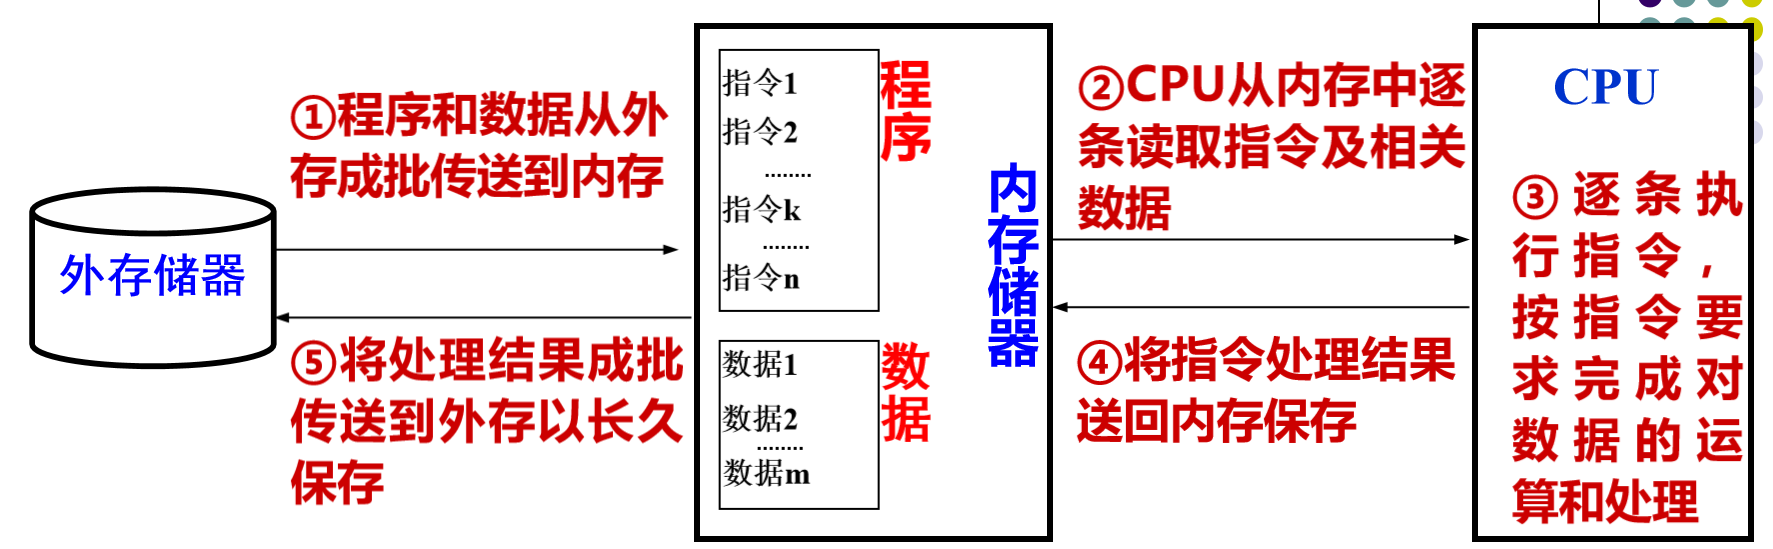 外存储器
①程序和数据从外
存成批传送到内存
⑤将处理结果成批
传送到外存以长久
保存
指令1
指令2
........
指令k
........
指令n
程序
数据1
数据2
........
数据m
数据
内存储器
②CPU从内存中逐
条读取指令及相关
数据
④将指令处理结果
送回内存保存
CPU
③逐条执
行指令，
按指令要
求完成对
数据的运
算和处理